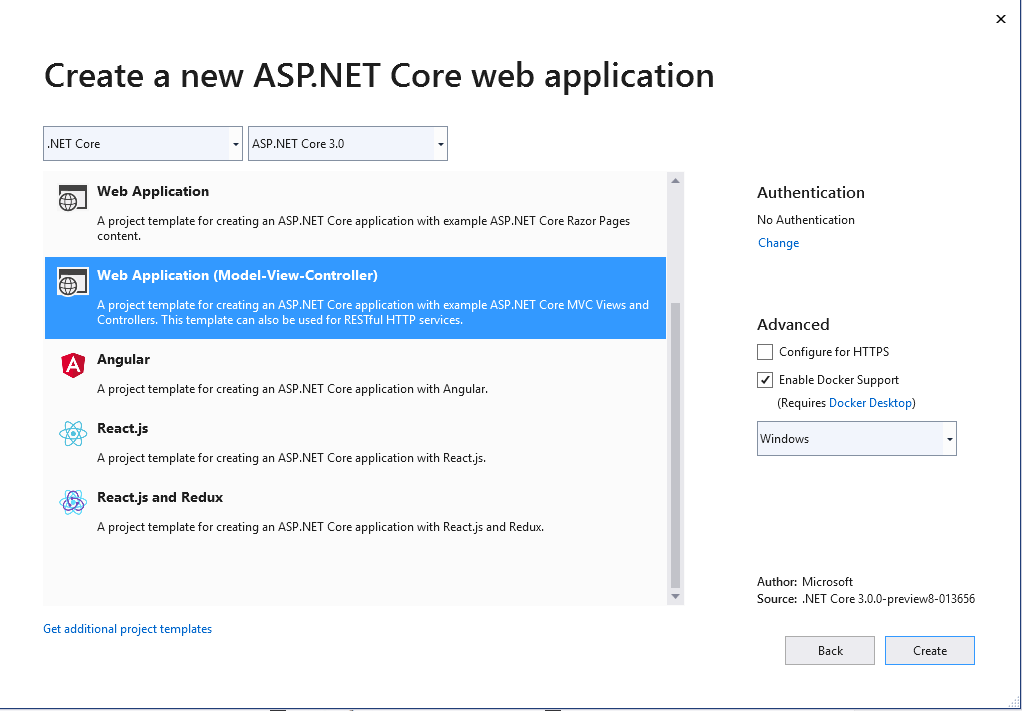 Create a new ASP.NET Core web application
.NET Core
ASP.NET Core 3.0
Web Application
A project template for creating an ASP.NET Core application with example ASP.NET Core Razor Pages
content.
Web Application (Model-View-Controller)
A project template for creating an ASP.NET Core application with example ASP.NET Core MVC Views and
Controllers. This template can also be used for RESTful HTTP services.
Angular
A project template for creating an ASP.NET Core application with Angular.
React.js
A project template for creating an ASP.NET Core application with React.js.
React.js and Redux
A project template for creating an ASP.NET Core application with React.js and Redux.
Get additional project templates
Authentication
No Authentication
Change
Advanced
Configure for HTTPS
Enable Docker Support
(Requires Docker Desktop)
Windows
Author: Microsoft
Source: .NET Core 3.0.0-preview8-013656
Back
Create